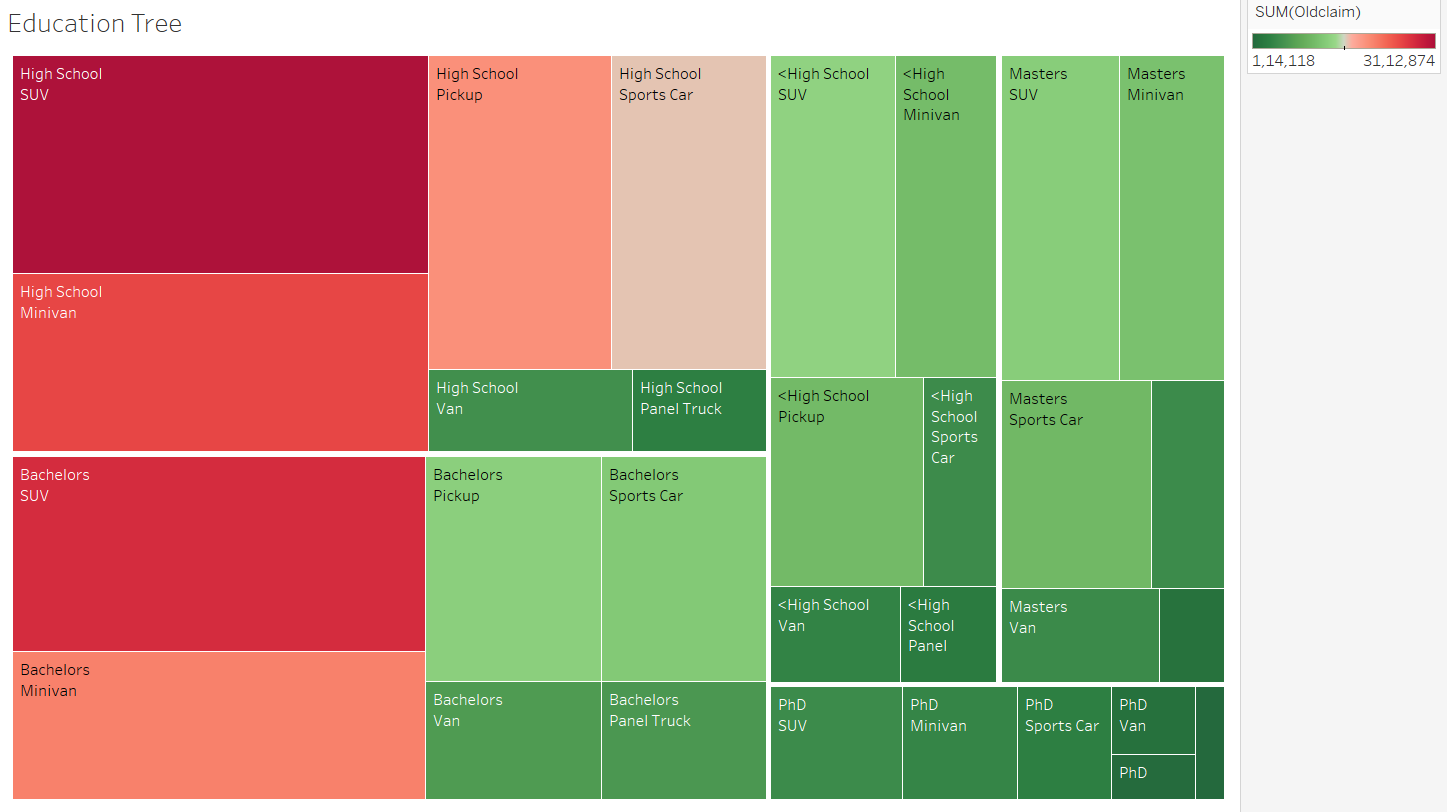 Education Tree
SUM(Oldclaim)
1,14,118
31,12,874
High School
SUV
High School
Pickup
High School
Sports Car
High School
Minivan
High School
Van
High School
Panel Truck
Bachelors
SUV
Bachelors
Pickup
Bachelors
Sports Car
Bachelors
Minivan
Bachelors
Van
Bachelors
Panel Truck
<High School
SUV
<High
School
Minivan
<High School
Pickup
<High
School
Sports
Car
<High School
Van
<High
School
Panel
Masters
SUV
Masters
Minivan
Masters
Sports Car
Masters
Van
PhD
SUV
PhD
Minivan
PhD
Sports Car
PhD
Van
PhD